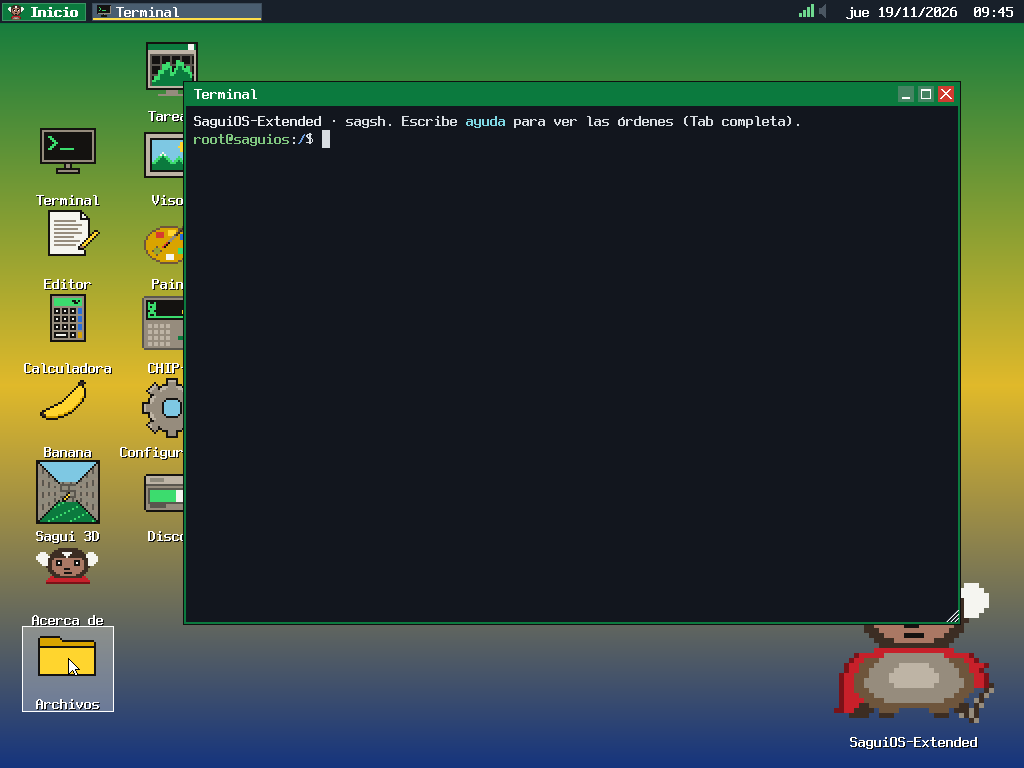 Inicio
Terminal
jue 19/11/2026 09:45
Terminal
SaguiOS-Extended · sagsh. Escribe ayuda para ver las órdenes (Tab completa).
root@saguios:/$
Terminal
Editor
Calculadora
Banana
Sagui 3D
Disco
Acerca de
Archivos
SaguiOS-Extended